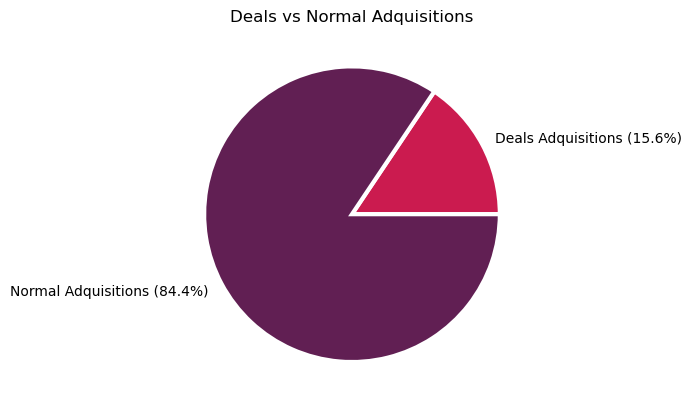 Deals vs Normal Adquisitions
Deals Adquisitions (15.6%)
Normal Adquisitions (84.4%)